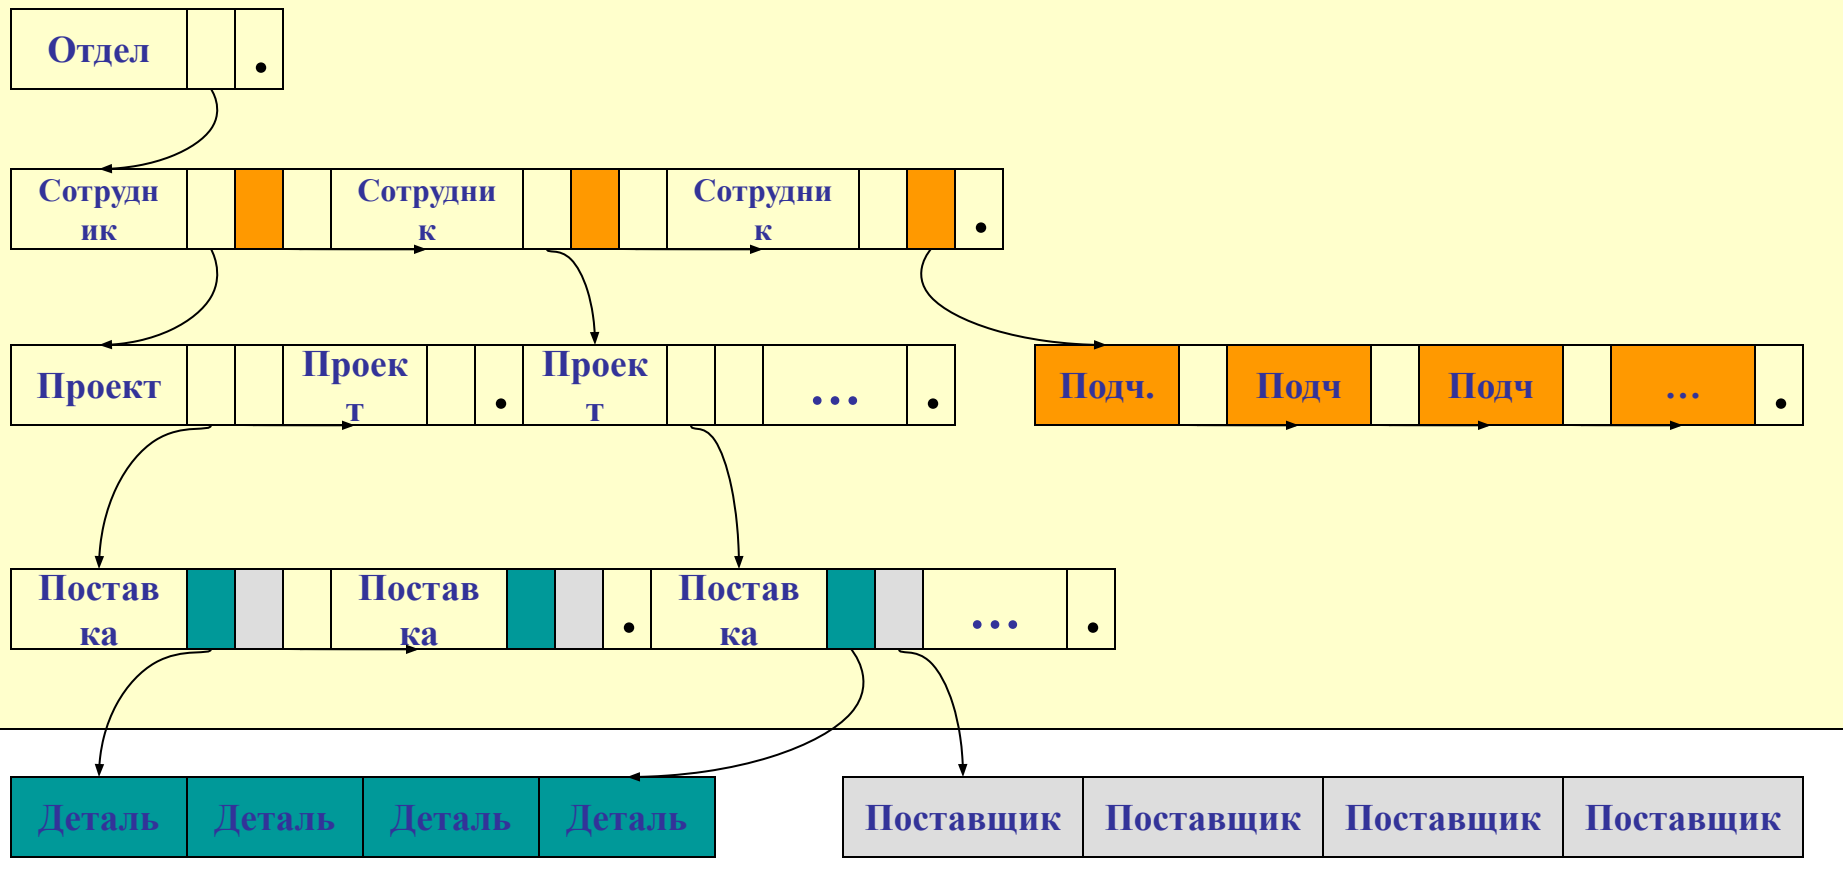 Отдел .
Сотрудн
ик
Сотрудни
к
Сотрудни
к
.
Проект
Проек
т
.
Проек
т
…
.
Подч.
Подч
Подч
…
.
Постав
ка
Постав
ка
.
Постав
ка
…
.
Деталь
Деталь
Деталь
Деталь
Поставщик
Поставщик
Поставщик
Поставщик